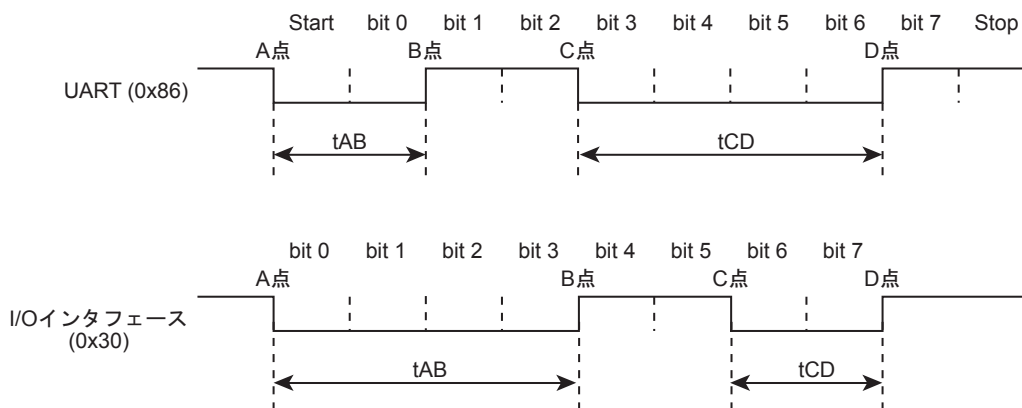 Start bit 0 bit 1 bit 2 bit 3 bit 4 bit 5 bit 6 bit 7 Stop
A点 B点 C点 D点
UART (0x86)
tAB tCD
bit 0 bit 1 bit 2 bit 3 bit 4 bit 5 bit 6 bit 7
A点 B点 C点 D点
I/Oインタフェース
(0x30)
tAB tCD